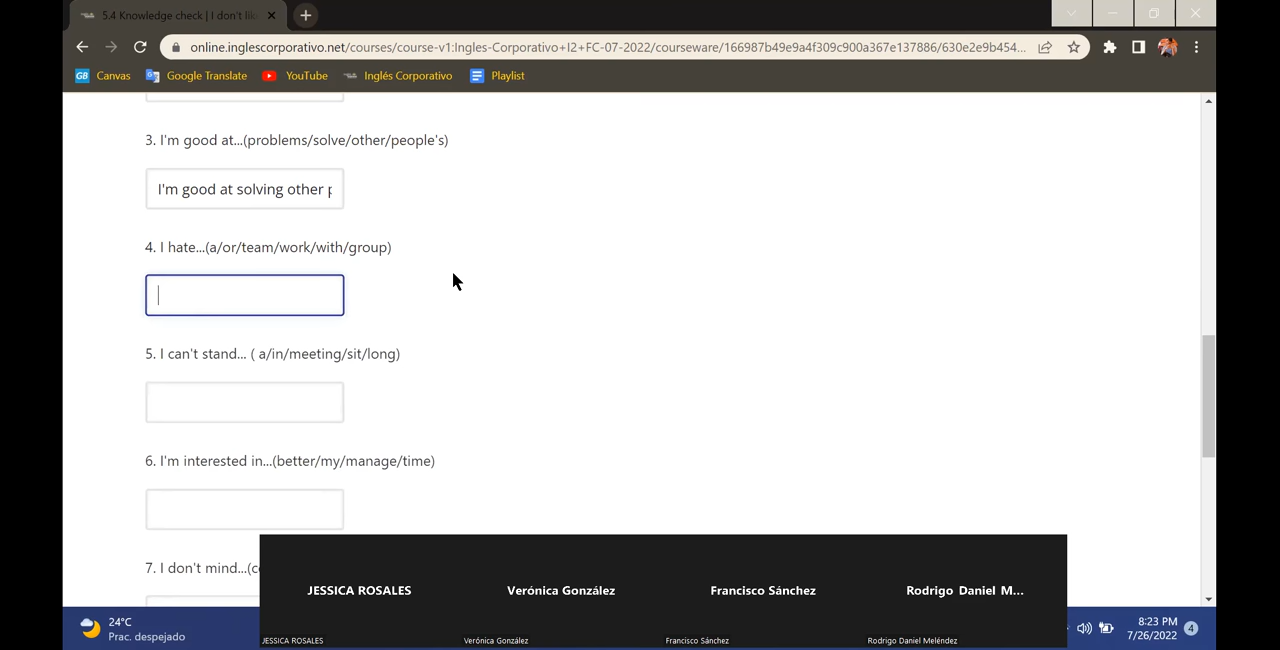 5.4 Knowledge check | I don't lik
online.inglescorporativo.net/courses/course-v1:Ingles-Corporativo+I2+FC-07-2022/courseware/166987b49e9a4f309c900a367e137886/630e2e9b454...
GB Canvas Google Translate YouTube Inglés Corporativo Playlist
3. I'm good at...(problems/solve/other/people's)
I'm good at solving other p
4. I hate...(a/or/team/work/with/group)
5. I can't stand... ( a/in/meeting/sit/long)
6. I'm interested in...(better/my/manage/time)
7. I don't mind...(c
JESSICA ROSALES Verónica González Francisco Sánchez Rodrigo Daniel M...
JESSICA ROSALES Verónica González Francisco Sánchez Rodrigo Daniel Meléndez
24°C
Prac. despejado
8:23 PM
7/26/2022 4